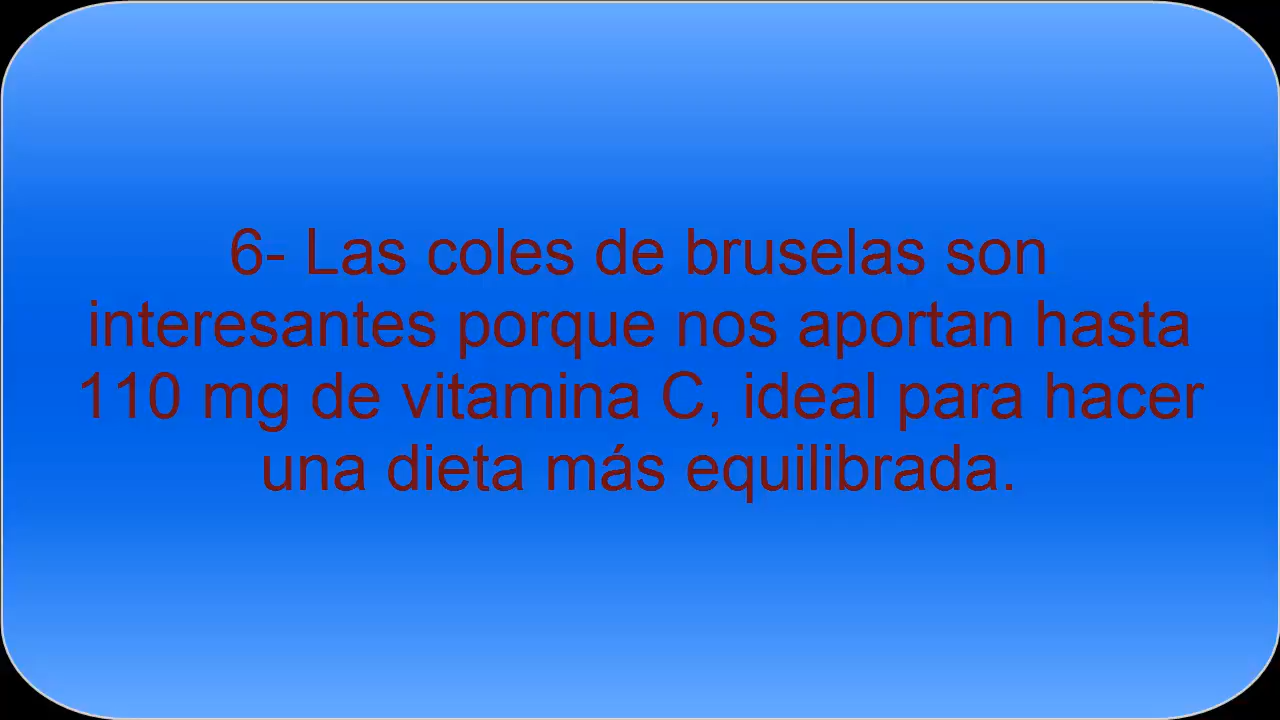 6- Las coles de bruselas son
interesantes porque nos aportan hasta
110 mg de vitamina C, ideal para hacer
una dieta más equilibrada.